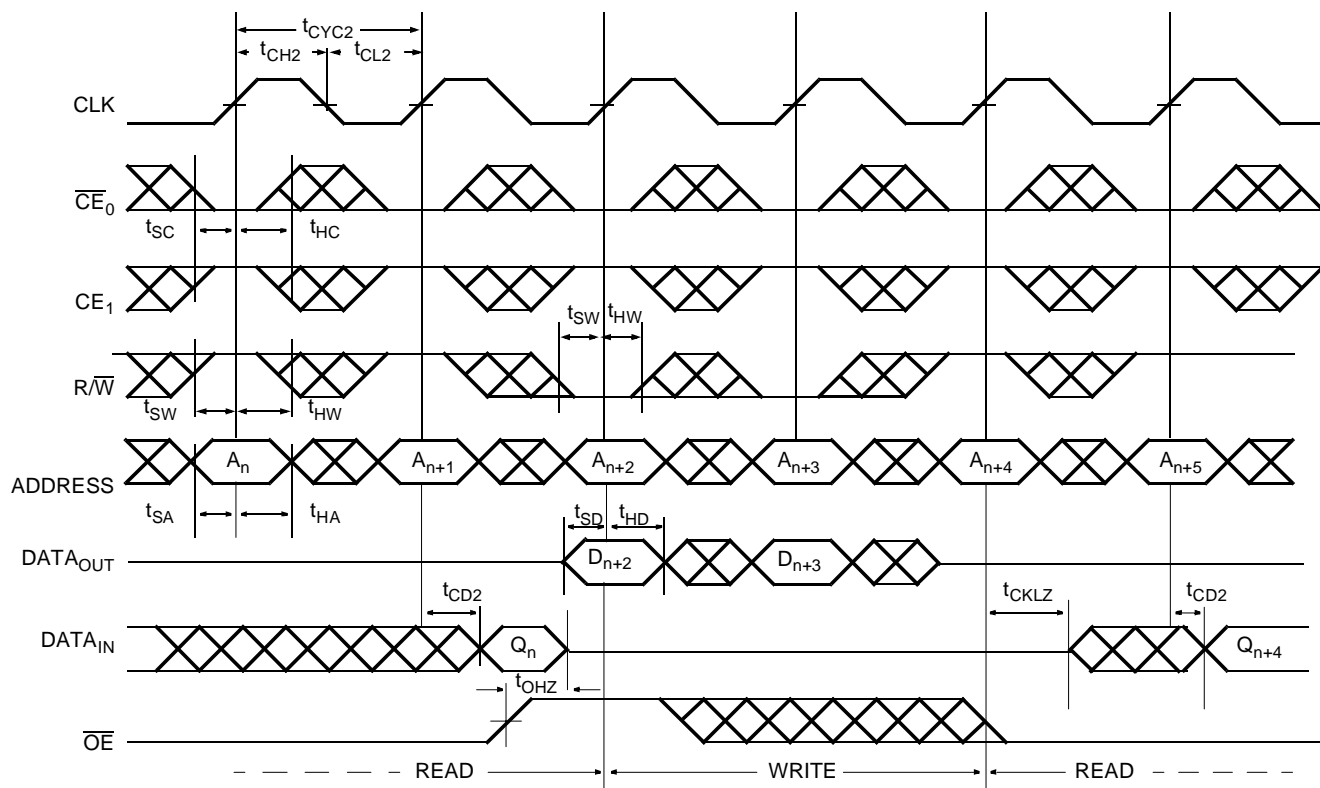 tCYC2
tCH2 tCL2
CLK
CE0
tSC tHC
CE1
tSW tHW
R/W
tSW tHW
An An+1 An+2 An+3 An+4 An+5
ADDRESS
tSA tHA
tSD tHD
DATAOUT Dn+2 Dn+3
tCD2 tCKLZ tCD2
DATAIN Qn Qn+4
tOHZ
OE
READ WRITE READ